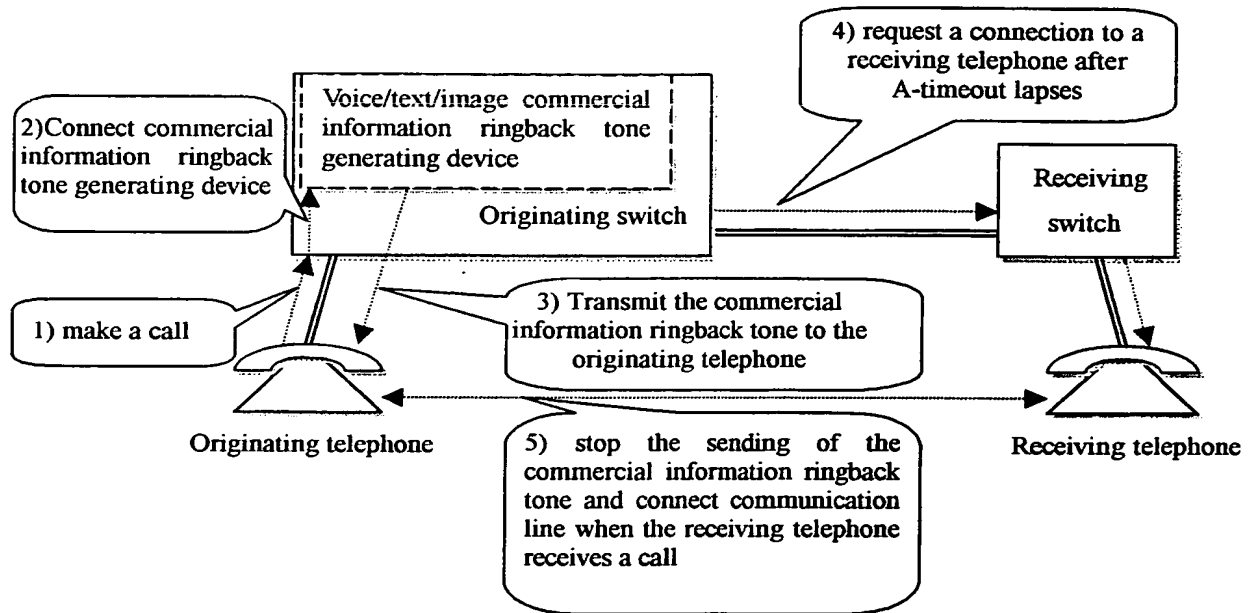 4) request a connection to a
receiving telephone after
A-timeout lapses
Voice/text/image commercial
information ringback tone
generating device
2)Connect commercial
information ringback
tone generating device
Originating switch
Receiving
switch
1) make a call
3) Transmit the commercial
information ringback tone to the
originating telephone
Originating telephone
5) stop the sending of the
commercial information ringback
tone and connect communication
line when the receiving telephone
receives a call
Receiving telephone